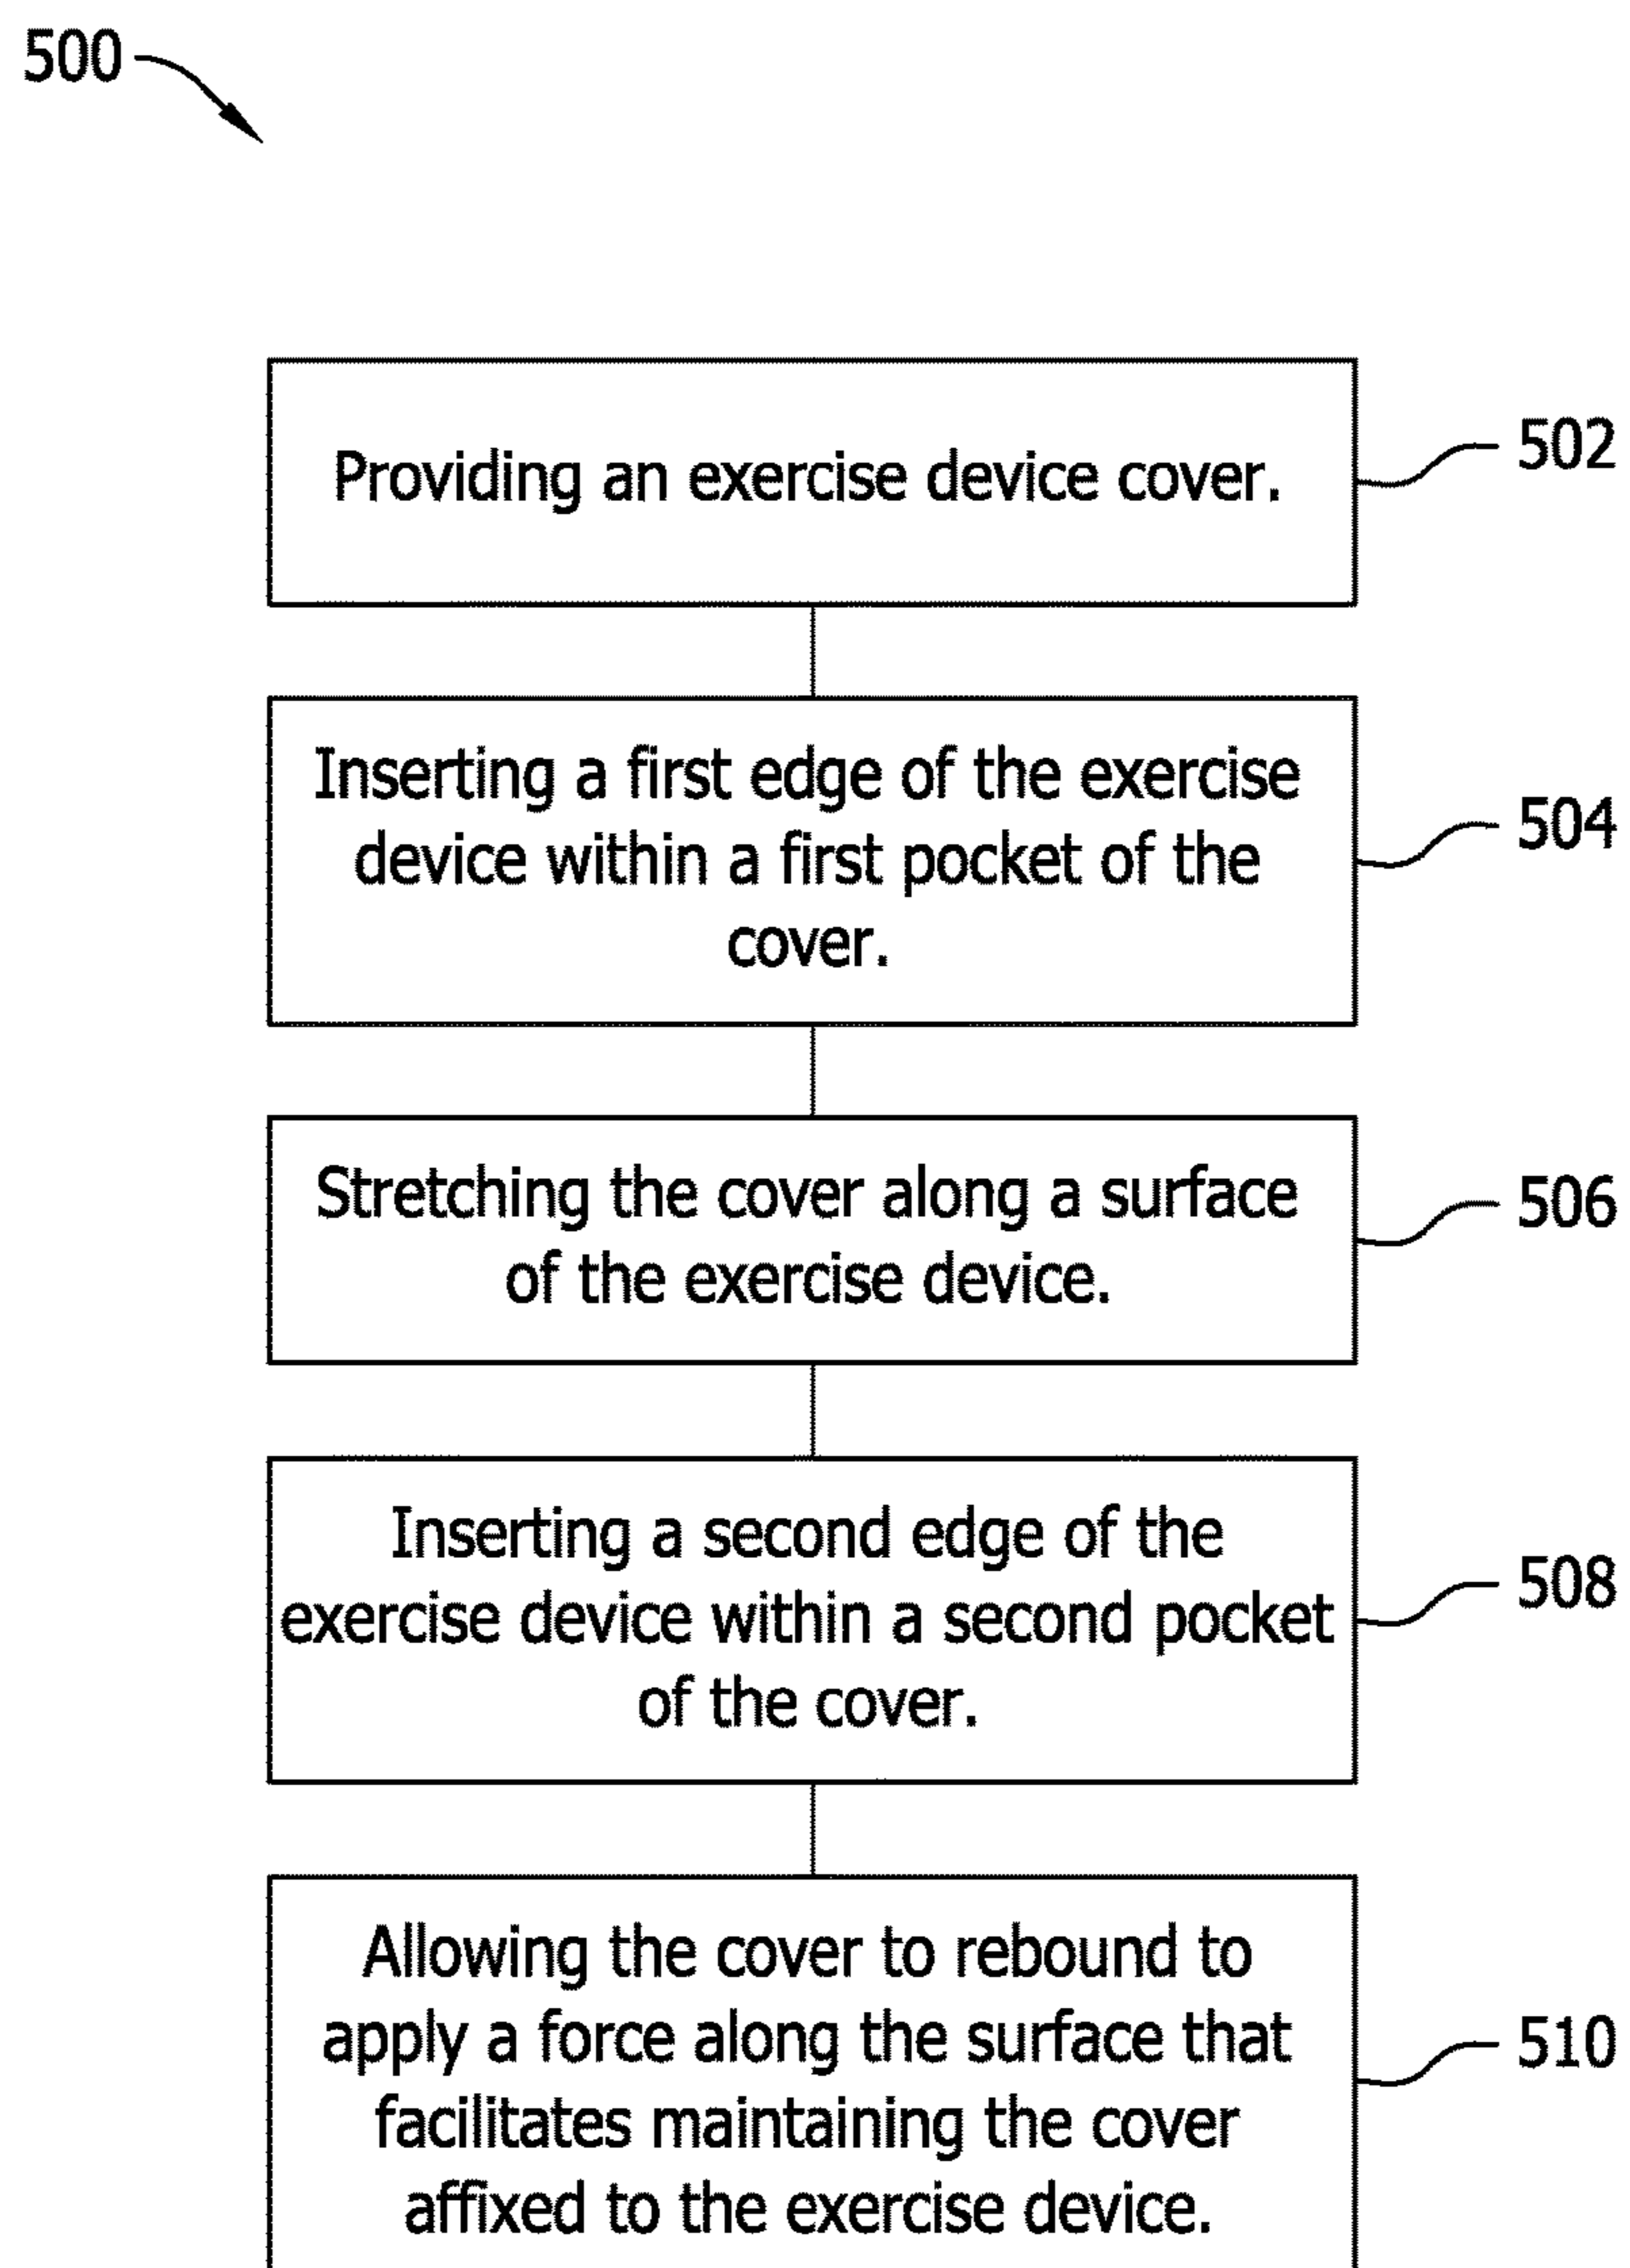 500
Providing an exercise device cover.
502
Inserting a first edge of the exercise
device within a first pocket of the
cover.
504
Stretching the cover along a surface
of the exercise device.
506
Inserting a second edge of the
exercise device within a second pocket
of the cover.
508
Allowing the cover to rebound to
apply a force along the surface that
facilitates maintaining the cover
affixed to the exercise device.
510